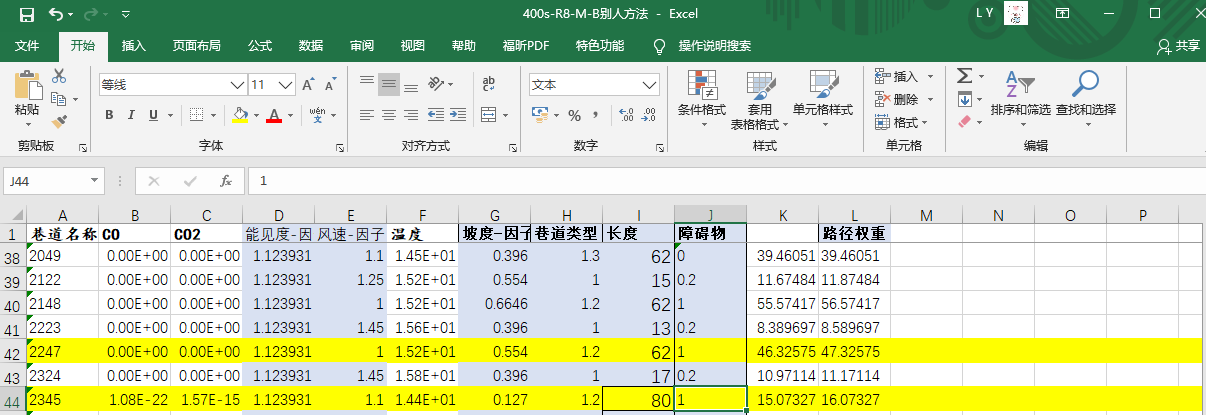 400s-R8-M-B别人方法 - Excel
L Y
文件 开始 插入 页面布局 公式 数据 审阅 视图 帮助 福昕PDF 特色功能 操作说明搜索 共享
粘贴 等线 11 A A ab 文本 条件格式 套用 表格格式 单元格样式 插入 删除 格式 Σ 排序和筛选 查找和选择
B I U A wén 文 % ,
剪贴板 字体 对齐方式 数字 样式 单元格 编辑
J44 fx 1
A B C D E F G H I J K L M N O P
1 巷道名称 CO CO2 能见度-因 风速-因子 温度 坡度-因子 巷道类型 长度 障碍物 路径权重
38 2049 0.00E+00 0.00E+00 1.123931 1.1 1.45E+01 0.396 1.3 62 0 39.46051 39.46051
39 2122 0.00E+00 0.00E+00 1.123931 1.25 1.52E+01 0.554 1 15 0.2 11.67484 11.87484
40 2148 0.00E+00 0.00E+00 1.123931 1 1.52E+01 0.6646 1.2 62 1 55.57417 56.57417
41 2223 0.00E+00 0.00E+00 1.123931 1.45 1.56E+01 0.396 1 13 0.2 8.389697 8.589697
42 2247 0.00E+00 0.00E+00 1.123931 1 1.52E+01 0.554 1.2 62 1 46.32575 47.32575
43 2324 0.00E+00 0.00E+00 1.123931 1.45 1.58E+01 0.396 1 17 0.2 10.97114 11.17114
44 2345 1.08E-22 1.57E-15 1.123931 1.1 1.44E+01 0.127 1.2 80 1 15.07327 16.07327